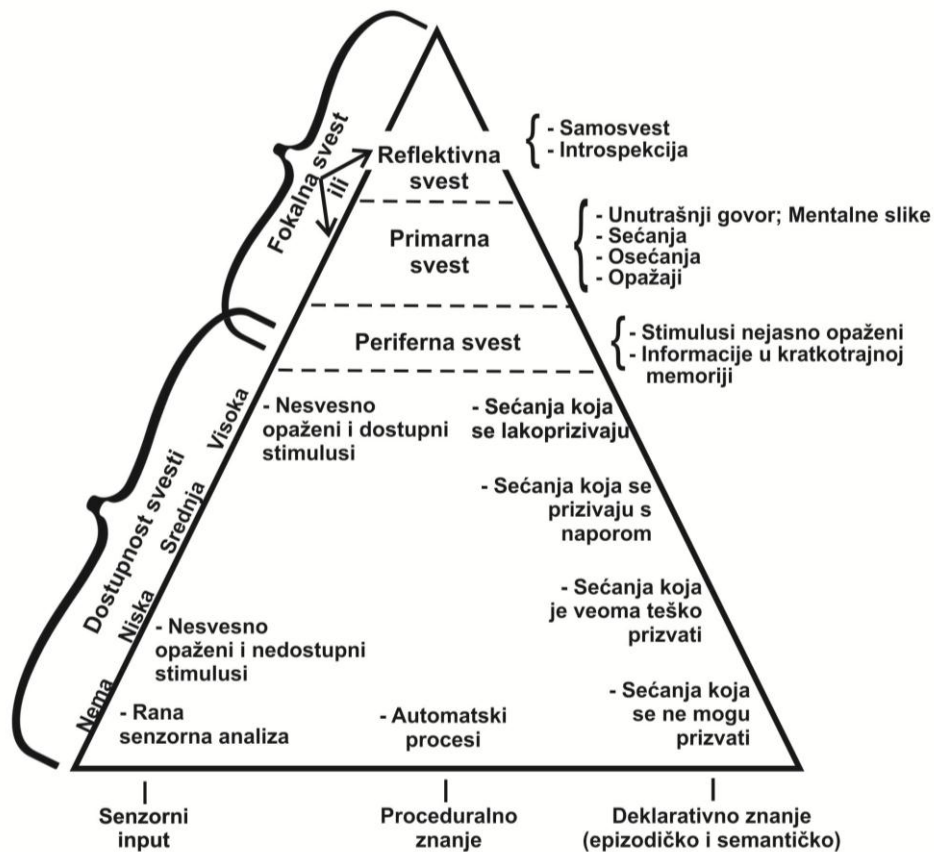 - Samosvest
- Introspekcija
Fokalna svest
ili
Reflektivna
svest
- Unutrašnji govor; Mentalne slike
- Sećanja
- Osećanja
- Opažaji
Primarna
svest
Periferna svest
- Stimulusi nejasno opaženi
- Informacije u kratkotrajnoj
memoriji
Dostupnost svesti
Visoka
Srednja
Niska
Nema
- Nesvesno
opaženi i dostupni
stimulusi
- Sećanja koja
se lakoprizivaju
- Sećanja koja se
prizivaju s
naporom
- Sećanja koja
je veoma teško
prizvati
- Nesvesno
opaženi i nedostupni
stimulusi
- Rana
senzorna analiza
- Automatski
procesi
- Sećanja koja
se ne mogu
prizvati
Senzorni
input
Proceduralno
znanje
Deklarativno znanje
(epizodičko i semantičko)